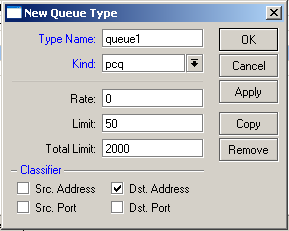 New Queue Type
Type Name: queue1
OK
Kind: pcq
Cancel
Apply
Rate: 0
Limit: 50
Copy
Total Limit: 2000
Remove
Classifier
Src. Address Dst. Address
Src. Port Dst. Port